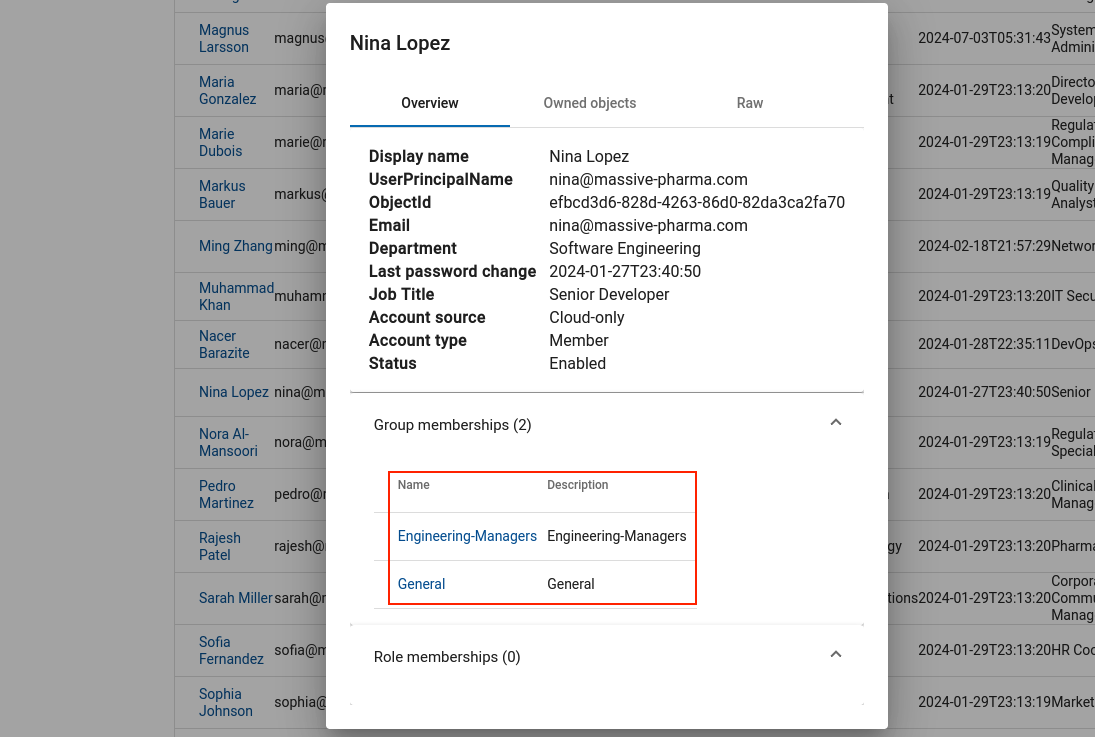 Nina Lopez
Overview Owned objects Raw
Display name Nina Lopez
UserPrincipalName nina@massive-pharma.com
ObjectId efbcd3d6-828d-4263-86d0-82da3ca2fa70
Email nina@massive-pharma.com
Department Software Engineering
Last password change 2024-01-27T23:40:50
Job Title Senior Developer
Account source Cloud-only
Account type Member
Status Enabled
Group memberships (2)
Name Description
Engineering-Managers Engineering-Managers
General General
Role memberships (0)
Magnus
Larsson
magnus
2024-07-03T05:31:43
System
Admini
Maria
Gonzalez
maria@r
t
2024-01-29T23:13:20
Directo
Develop
Marie
Dubois
marie@r
2024-01-29T23:13:19
Regulat
Compli
Manag
Markus
Bauer
markus@
2024-01-29T23:13:19
Quality
Analyst
Ming Zhang ming@m 2024-02-18T21:57:29 Networ
Muhammad
Khan
muhamr
2024-01-29T23:13:20 IT Secu
Nacer
Barazite
nacer@r
2024-01-28T22:35:11 DevOps
Nina Lopez nina@m 2024-01-27T23:40:50 Senior
Nora Al-
Mansoori
nora@m
2024-01-29T23:13:19
Regulat
Special
Pedro
Martinez
pedro@r
2024-01-29T23:13:20
Clinical
Manag
Rajesh
Patel
rajesh@
gy
2024-01-29T23:13:20 Pharma
Sarah Miller sarah@r tions 2024-01-29T23:13:20
Corpor
Commu
Manag
Sofia
Fernandez
sofia@m
2024-01-29T23:13:20 HR Coo
Sophia
Johnson
sophia@
2024-01-29T23:13:19 Market